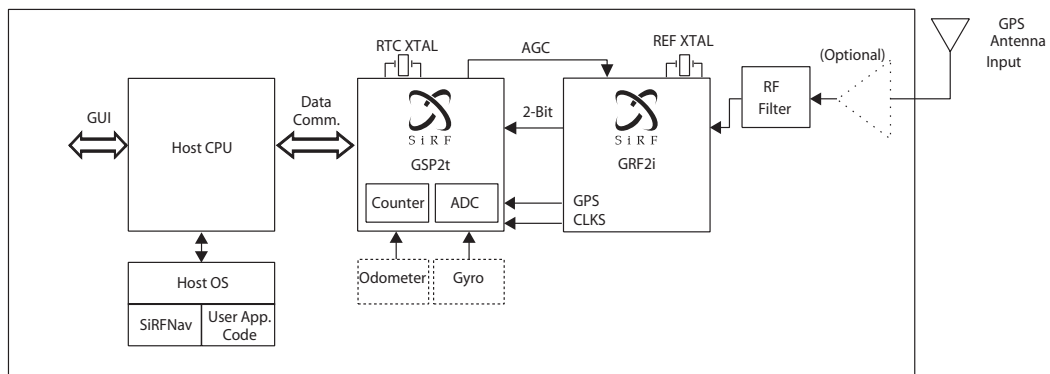 GPS
Antenna
Input
RTC XTAL
AGC
REF XTAL
(Optional)
RF
Filter
GUI
Host CPU
Data
Comm.
SiRF
GSP2t
2-Bit
SiRF
GRF2i
Counter
ADC
GPS
CLKS
Odometer
Gyro
Host OS
SiRFNav
User App.
Code